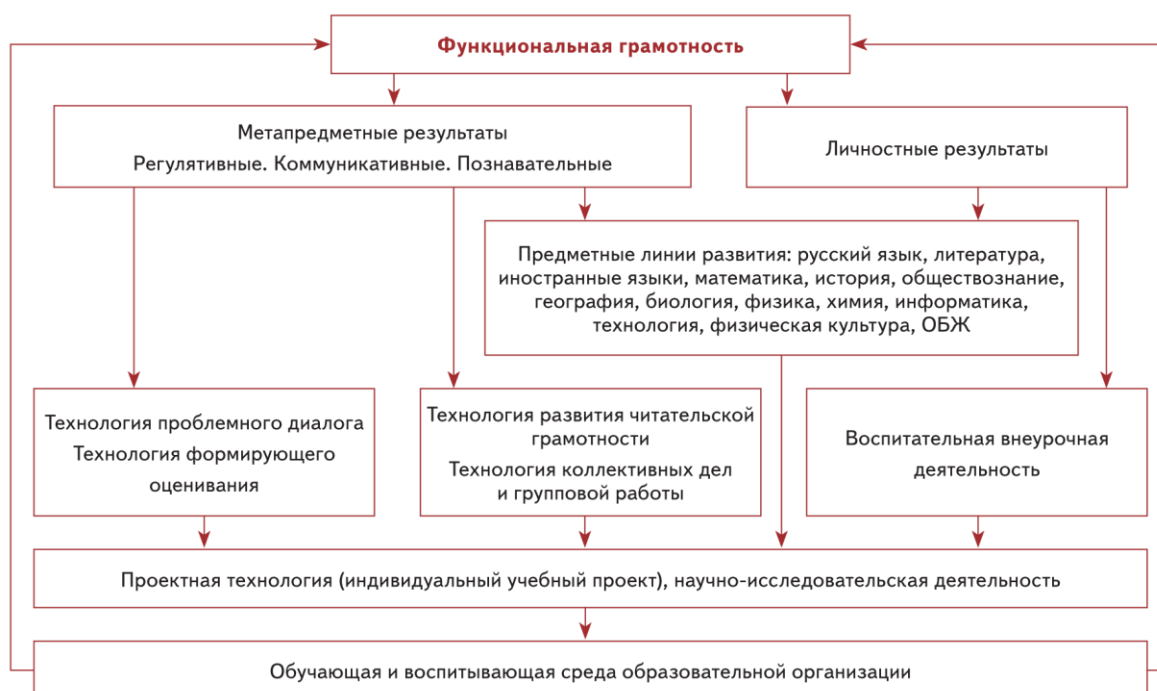 Функциональная грамотность
Метапредметные результаты
Регулятивные. Коммуникативные. Познавательные
Личностные результаты
Предметные линии развития: русский язык, литература,
иностранные языки, математика, история, обществознание,
география, биология, физика, химия, информатика,
технология, физическая культура, ОБЖ
Технология проблемного диалога
Технология формирующего
оценивания
Технология развития читательской
грамотности
Технология коллективных дел
и групповой работы
Воспитательная внеурочная
деятельность
Проектная технология (индивидуальный учебный проект), научно-исследовательская деятельность
Обучающая и воспитывающая среда образовательной организации